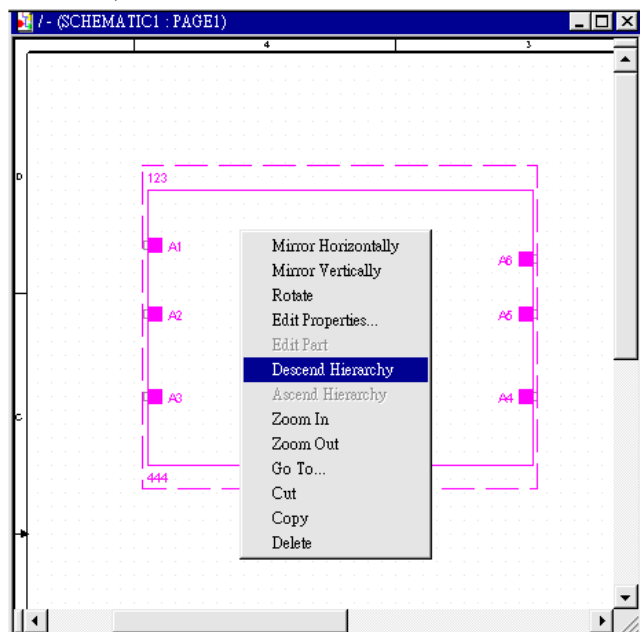 / - (SCHEMATIC1 : PAGE1)
4 3
D
123
A1
A2
A3
A6
A5
A4
C
444
Mirror Horizontally
Mirror Vertically
Rotate
Edit Properties...
Edit Part
Descend Hierarchy
Ascend Hierarchy
Zoom In
Zoom Out
Go To...
Cut
Copy
Delete